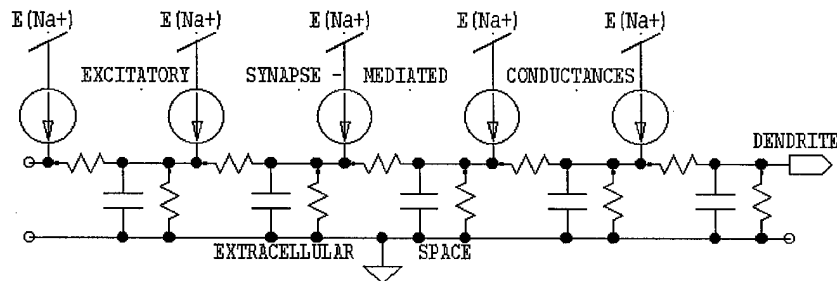 E(Na+) E(Na+) E(Na+) E(Na+) E(Na+)
EXCITATORY SYNAPSE - MEDIATED CONDUCTANCES
DENDRITE
EXTRACELLULAR SPACE